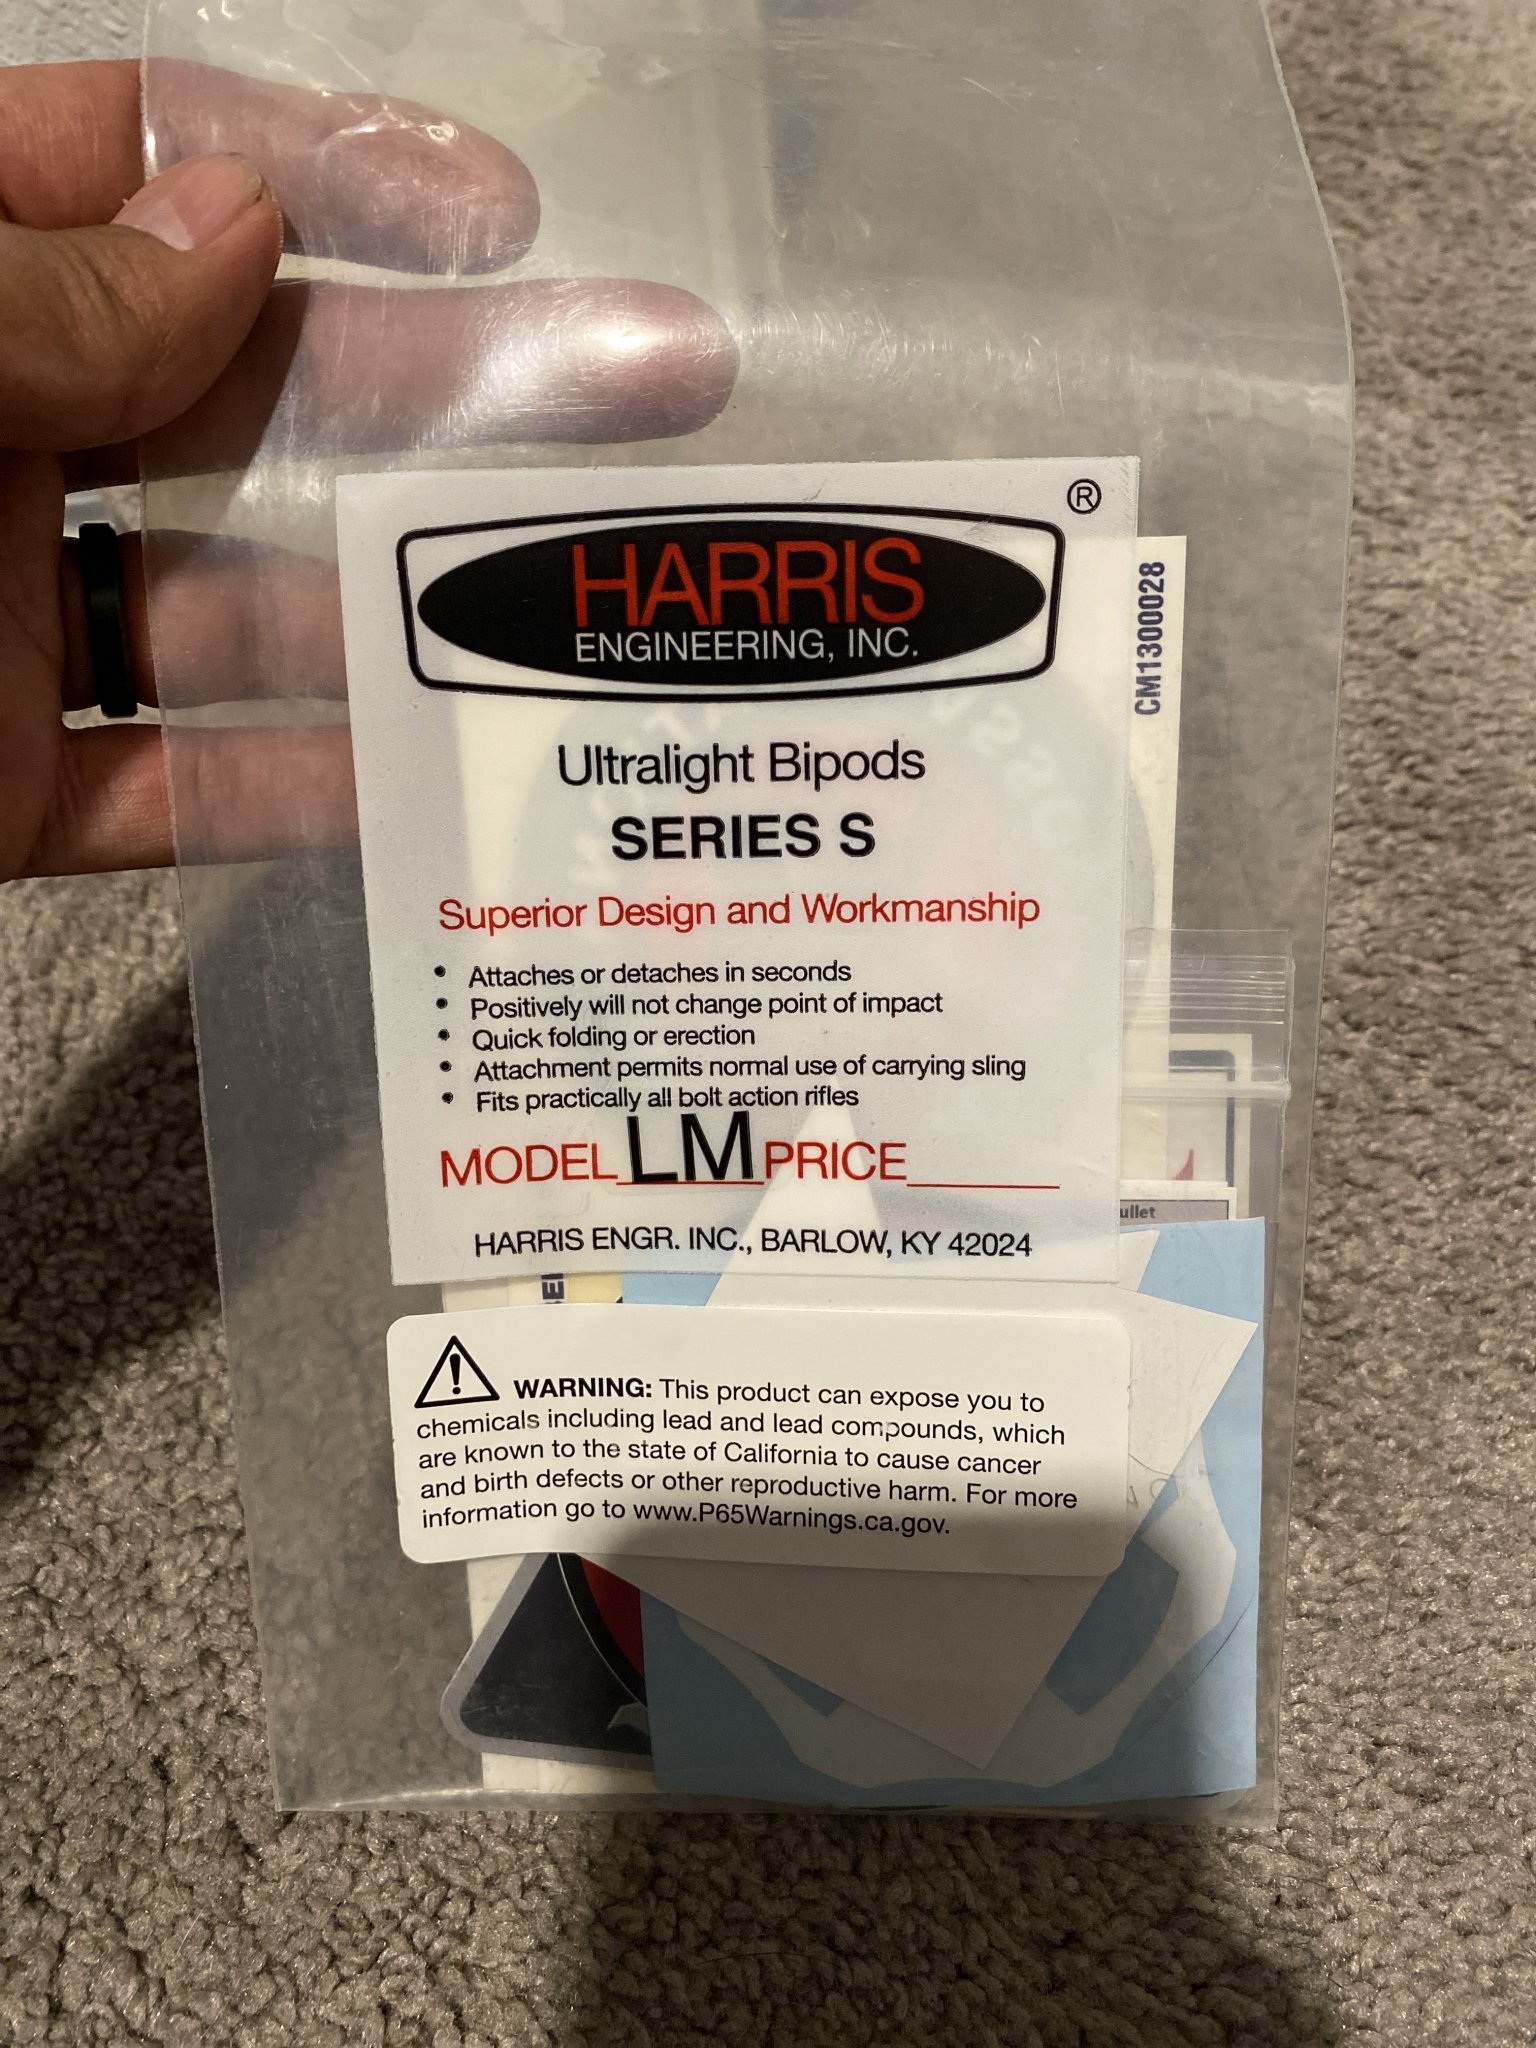 ®
HARRIS
ENGINEERING, INC.
CM1300028
Ultralight Bipods
SERIES S
Superior Design and Workmanship
• Attaches or detaches in seconds
• Positively will not change point of impact
• Quick folding or erection
• Attachment permits normal use of carrying sling
• Fits practically all bolt action rifles
MODEL LM PRICE
ullet
HARRIS ENGR. INC., BARLOW, KY 42024
WARNING: This product can expose you to
chemicals including lead and lead compounds, which
are known to the state of California to cause cancer
and birth defects or other reproductive harm. For more
information go to www.P65Warnings.ca.gov.